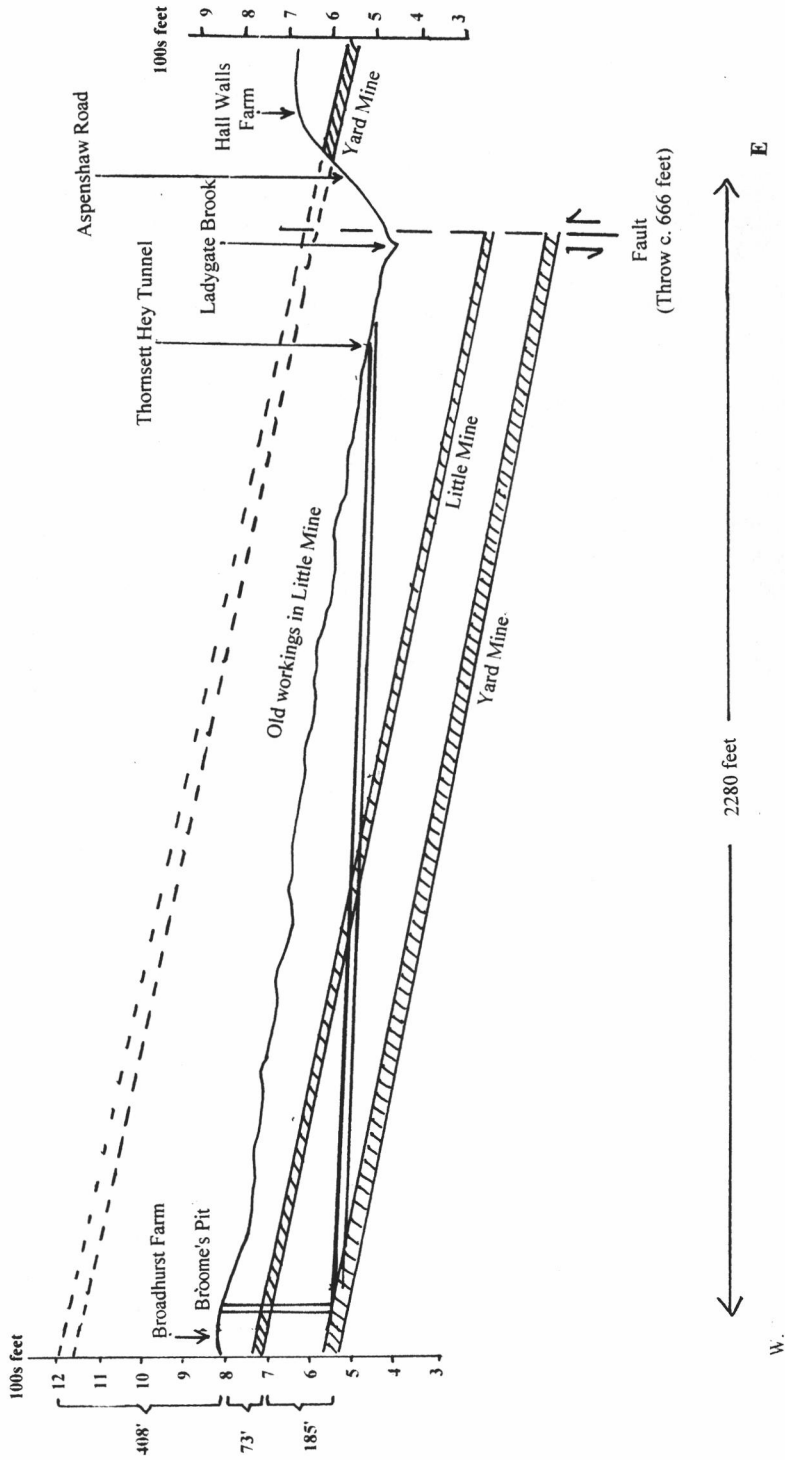 100s feet
12
11
10
9
8
7
6
5
4
3
408'
73'
185'
Broadhurst Farm
Broome's Pit
Old workings in Little Mine
Thornsett Hey Tunnel
Ladygate Brook
Aspenshaw Road
Hall Walls
Farm
Yard Mine
100s feet
9
8
7
6
5
4
3
Little Mine
Yard Mine
Fault
(Throw c. 666 feet)
W.
2280 feet
E